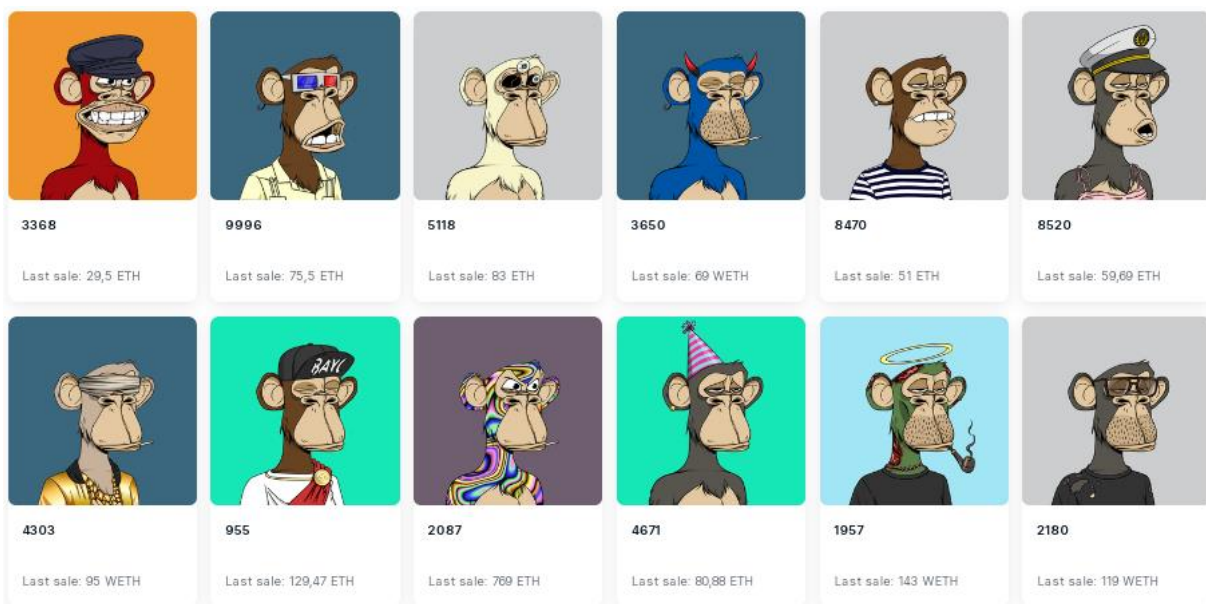 3368
9996
5118
3650
8470
8520
Last sale: 29,5 ETH
Last sale: 75,5 ETH
Last sale: 83 ETH
Last sale: 69 WETH
Last sale: 51 ETH
Last sale: 59,69 ETH
BAYC
4303
955
2087
4671
1957
2180
Last sale: 95 WETH
Last sale: 129,47 ETH
Last sale: 769 ETH
Last sale: 80,88 ETH
Last sale: 143 WETH
Last sale: 119 WETH